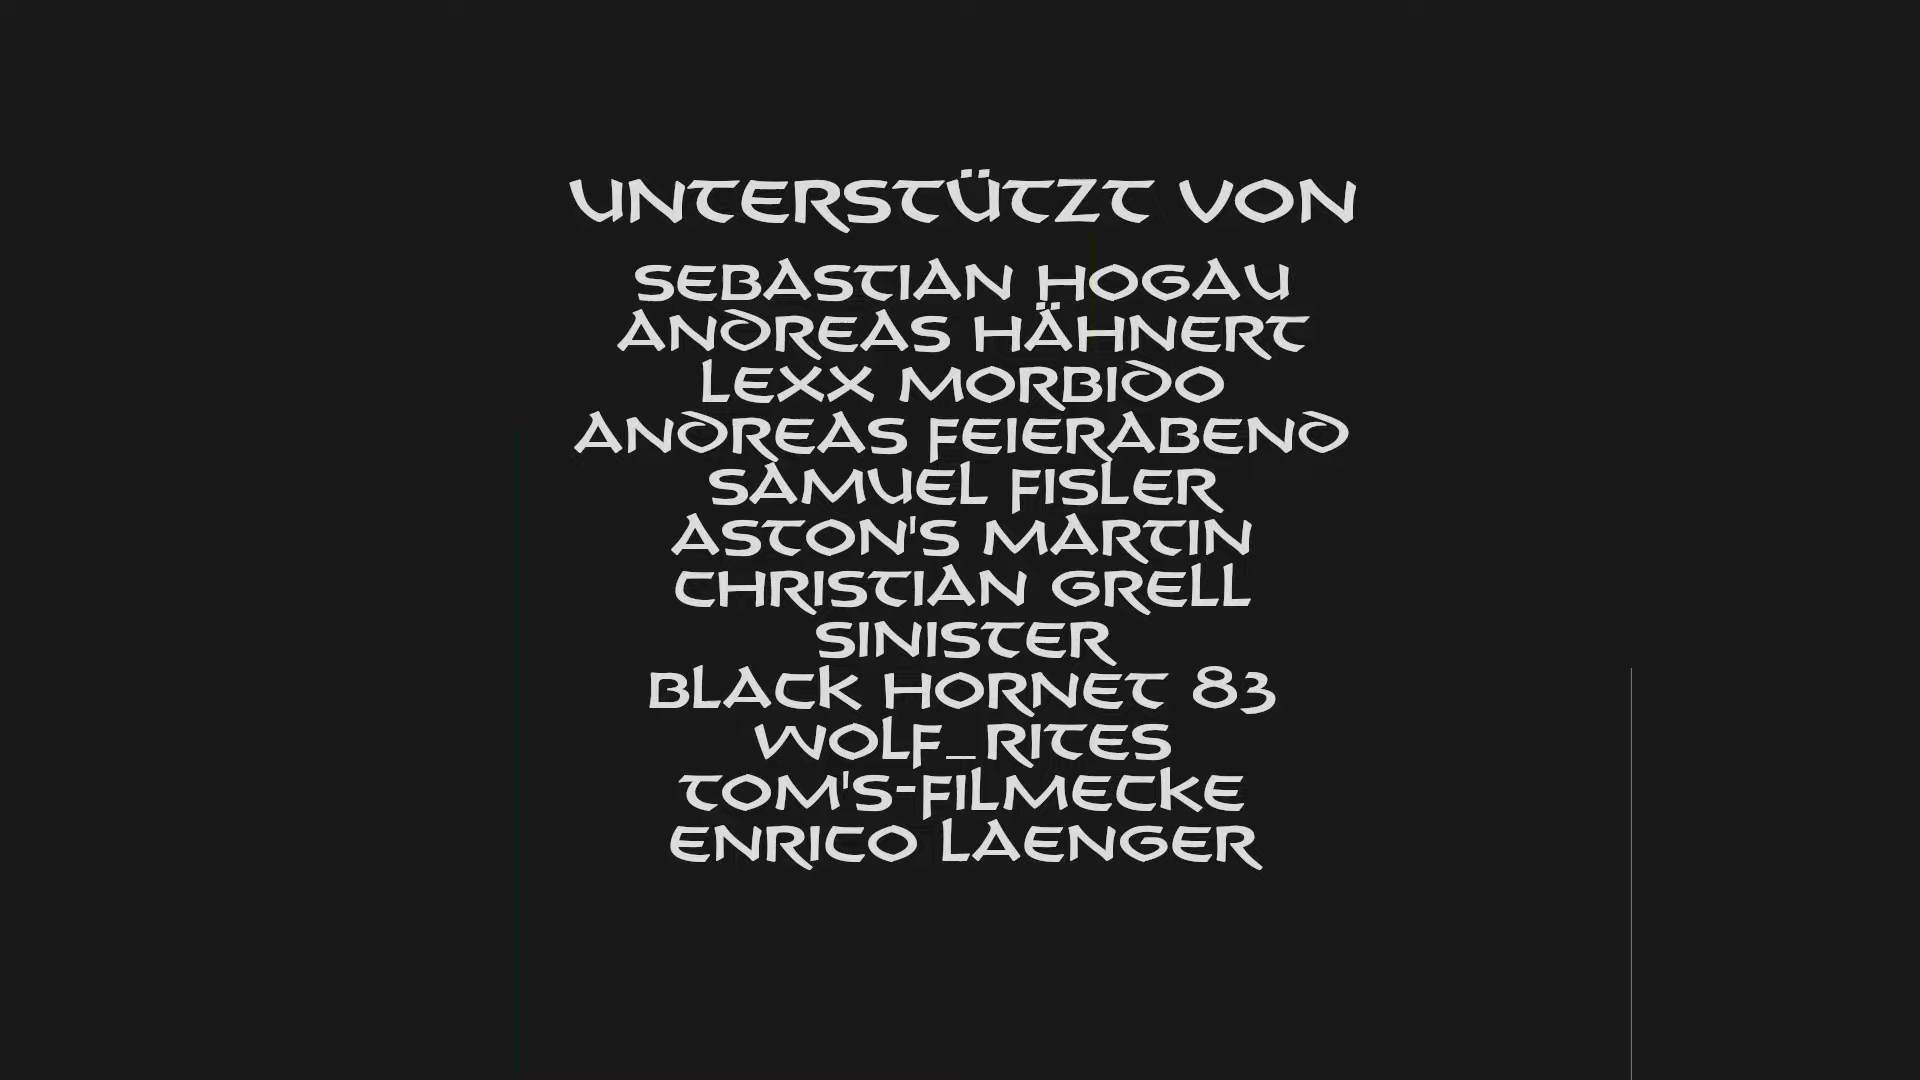 UNTERSTÜTZT VON
SEBASTIAN HOGAU
ANDREAS HÄHNERT
LEXX MORBIDO
ANDREAS FEIERABEND
SAMUEL FISLER
ASTON'S MARTIN
CHRISTIAN GRELL
SINISTER
BLACK HORNET 83
WOLF_RITES
TOM'S-FILMECKE
ENRICO LAENGER